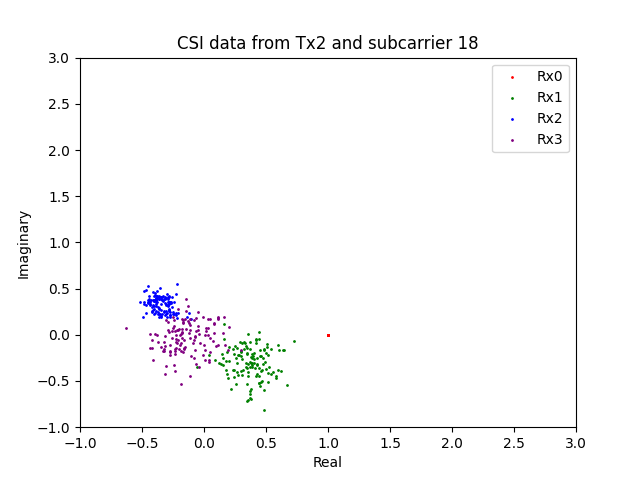 CSI data from Tx2 and subcarrier 18
Rx0
Rx1
Rx2
Rx3
3.0
2.5
2.0
1.5
1.0
0.5
0.0
−0.5
−1.0
Imaginary
−1.0 −0.5 0.0 0.5 1.0 1.5 2.0 2.5 3.0
Real